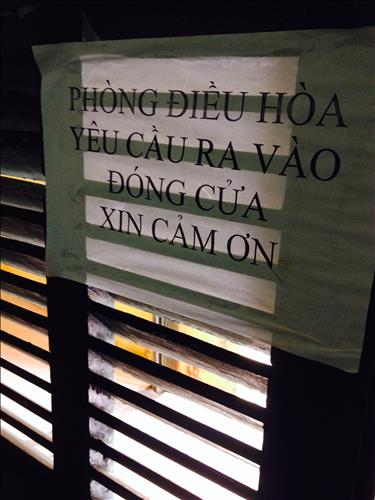 PHÒNG ĐIỀU HÒA
YÊU CẦU RA VÀO
ĐÓNG CỬA
XIN CẢM ƠN